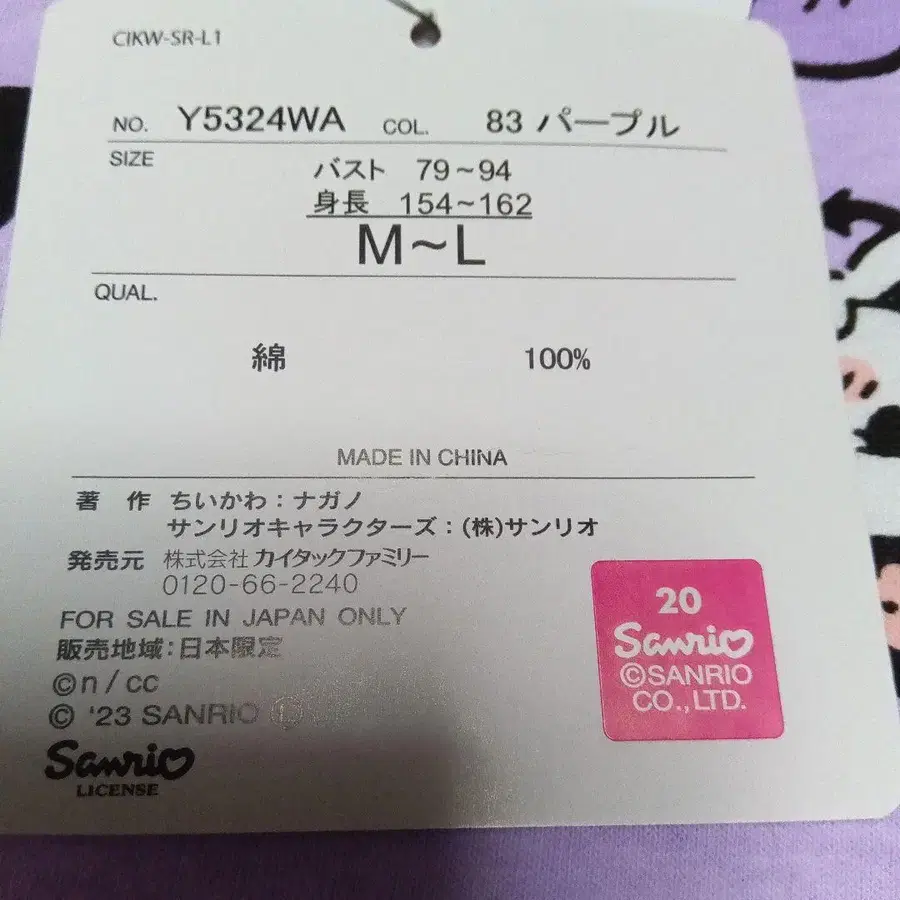 CIKW-SR-L1
NO. Y5324WA COL. 83 パープル
SIZE
バスト 79~94
身長 154~162
M~L
QUAL.
綿 100%
MADE IN CHINA
著 作 ちいかわ:ナガノ
サンリオキャラクターズ:(株)サンリオ
発売元 株式会社 カイタックファミリー
0120-66-2240
FOR SALE IN JAPAN ONLY
販売地域:日本限定
©n/cc
© '23 SANRIO Ⓛ
Sanrio
LICENSE
20
Sanrio
©SANRIO
CO.,LTD.